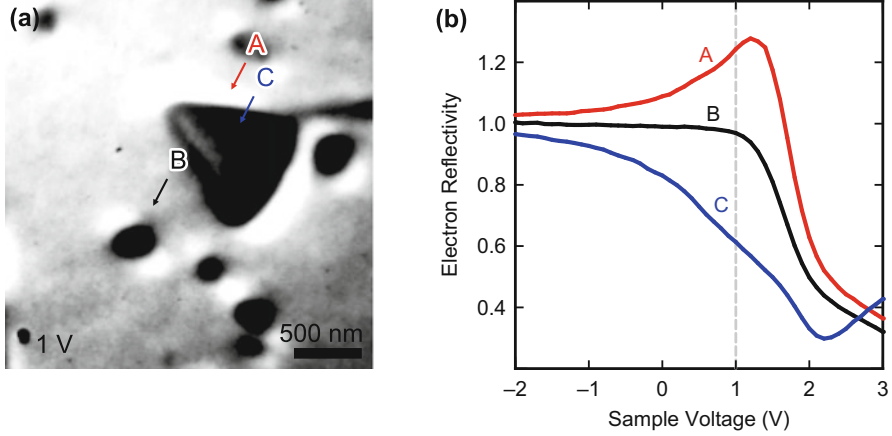 (a)
A
C
B
1 V
500 nm
(b)
Electron Reflectivity
1.2
1.0
0.8
0.6
0.4
A
B
C
–2
–1
0
1
2
3
Sample Voltage (V)